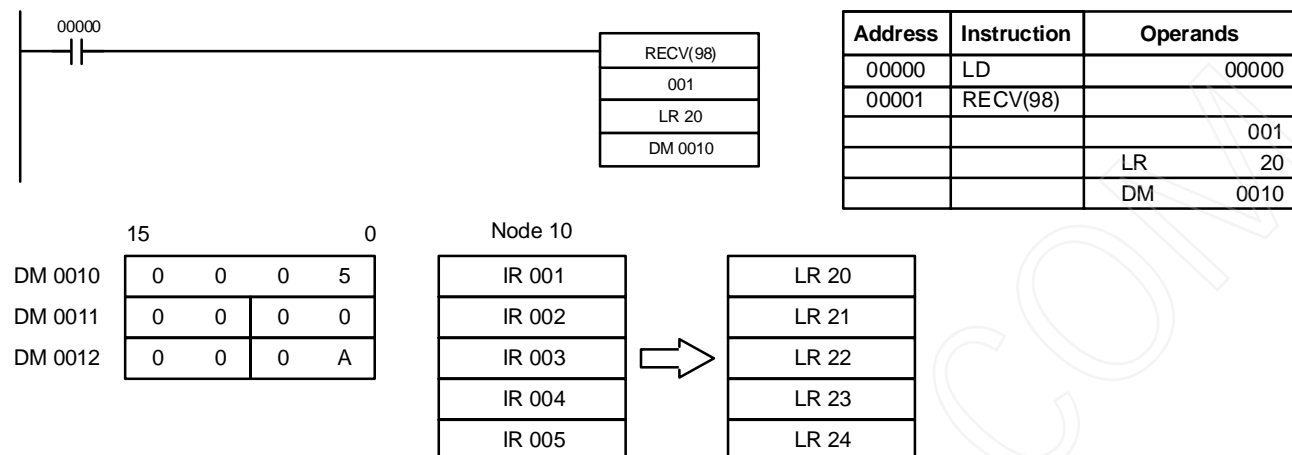 00000
RECV(98)
001
LR 20
DM 0010
Address Instruction Operands
00000 LD 00000
00001 RECV(98)
001
LR 20
DM 0010
15 0
DM 0010 0 0 0 5
DM 0011 0 0 0 0
DM 0012 0 0 0 A
Node 10
IR 001
IR 002
IR 003
IR 004
IR 005
LR 20
LR 21
LR 22
LR 23
LR 24
COM